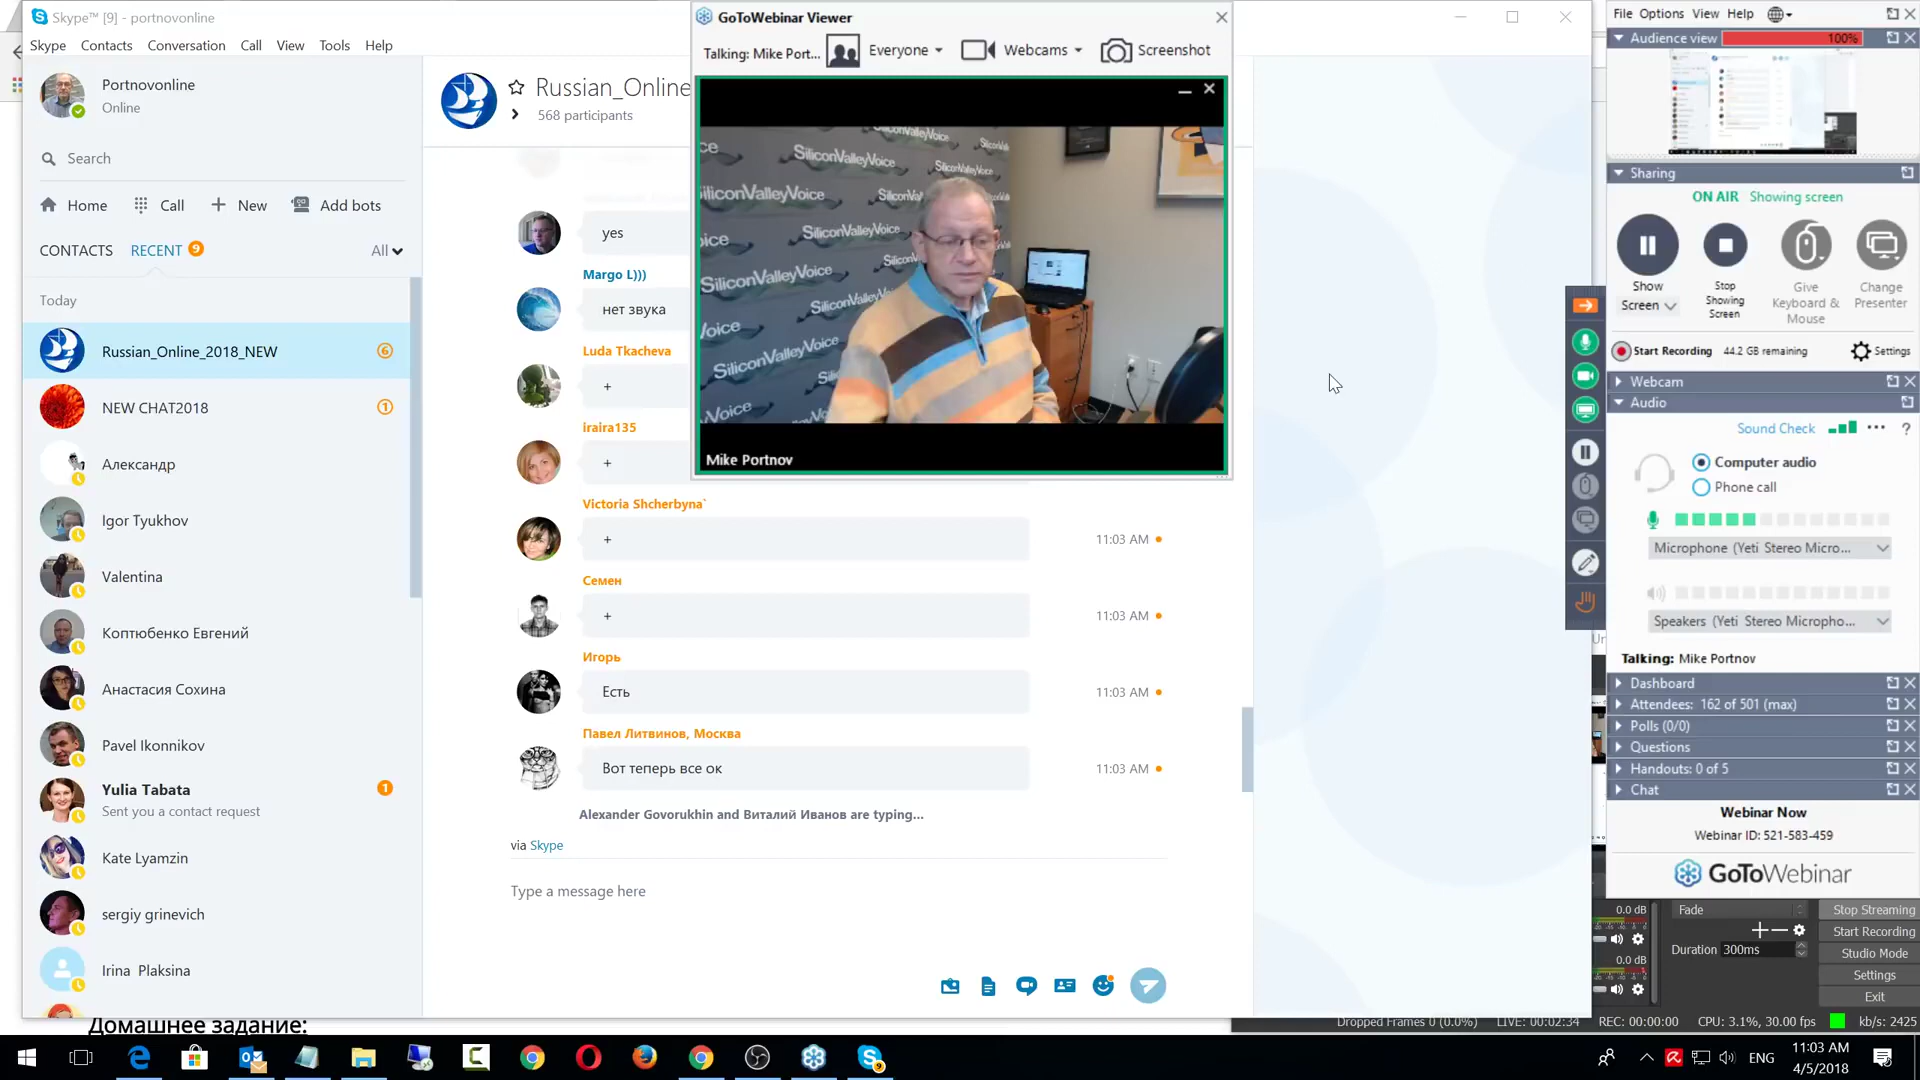 Skype™ [9] - portnovonline
Skype Contacts Conversation Call View Tools Help
Portnovonline
Online
Search
Home Call New Add bots
CONTACTS RECENT 9 All
Today
Russian_Online_2018_NEW 6
NEW CHAT2018 1
Александр
Igor Tyukhov
Valentina
Коптюбенко Евгений
Анастасия Сохина
Pavel Ikonnikov
Yulia Tabata 1
Sent you a contact request
Kate Lyamzin
sergiy grinevich
Irina Plaksina
Домашнее задание:
Russian_Online
568 participants
yes
Margo L)))
нет звука
Luda Tkacheva
+
iraira135
+
Victoria Shcherbyna`
+ 11:03 AM
Семен
+ 11:03 AM
Игорь
Есть 11:03 AM
Павел Литвинов, Москва
Вот теперь все ок 11:03 AM
Alexander Govorukhin and Виталий Иванов are typing...
via Skype
Type a message here
GoToWebinar Viewer
Talking: Mike Port... Everyone Webcams Screenshot
SiliconValleyVoice
SiliconValleyVoice
SiliconValleyVoice
SiliconValleyVoice
SiliconValleyVoice
Mike Portnov
File Options View Help
Audience view 100%
Sharing
ON AIR Showing screen
Show Screen
Stop Showing Screen
Give Keyboard & Mouse
Change Presenter
Start Recording 44.2 GB remaining Settings
Webcam
Audio
Sound Check ?
Computer audio
Phone call
Microphone (Yeti Stereo Micro...
Speakers (Yeti Stereo Micropho...
Talking: Mike Portnov
Dashboard
Attendees: 162 of 501 (max)
Polls (0/0)
Questions
Handouts: 0 of 5
Chat
Webinar Now
Webinar ID: 521-583-459
GoToWebinar
0.0 dB Fade Stop Streaming
Start Recording
Duration 300ms Studio Mode
0.0 dB
Settings
Exit
Dropped Frames 0 (0.0%) LIVE: 00:02:34 REC: 00:00:00 CPU: 3.1%, 30.00 fps kb/s: 2425
ENG 11:03 AM
4/5/2018